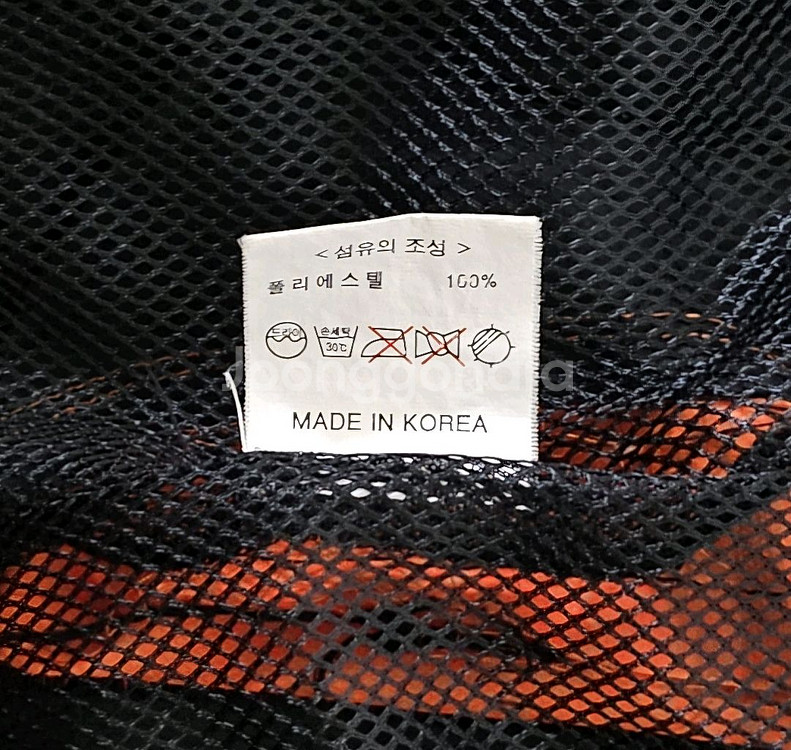 <섬유의 조성>
폴리에스텔 100%
드라이 손세탁 30℃
MADE IN KOREA
Joonggonara